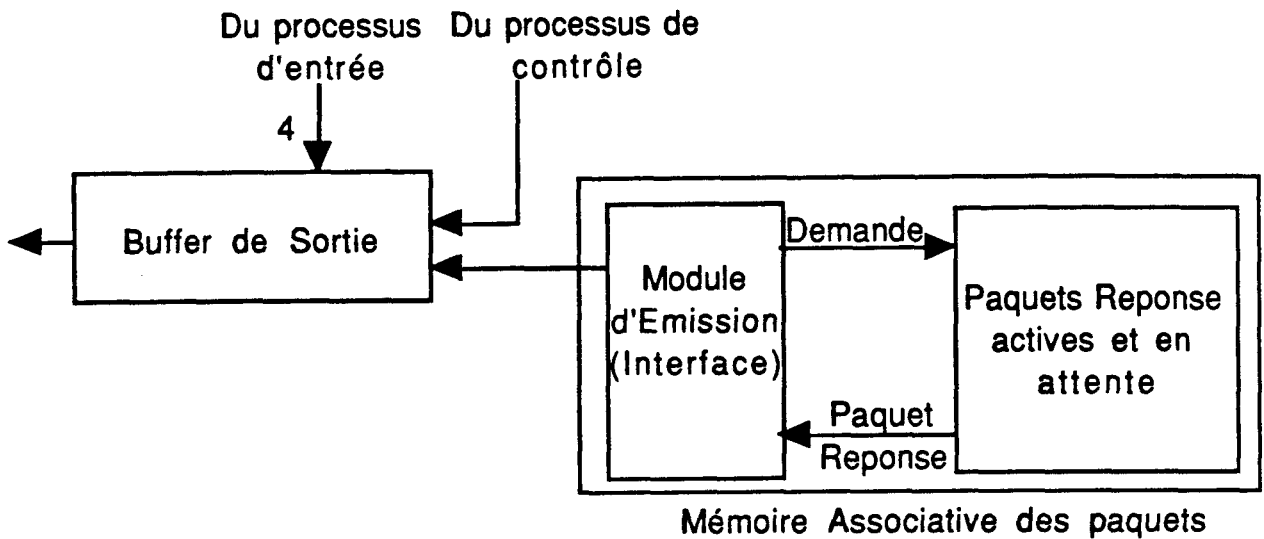 Du processus
d'entrée
Du processus de
contrôle
4
Buffer de Sortie
Module
d'Emission
(Interface)
Demande
Paquets Reponse
actives et en
attente
Paquet
Reponse
Mémoire Associative des paquets